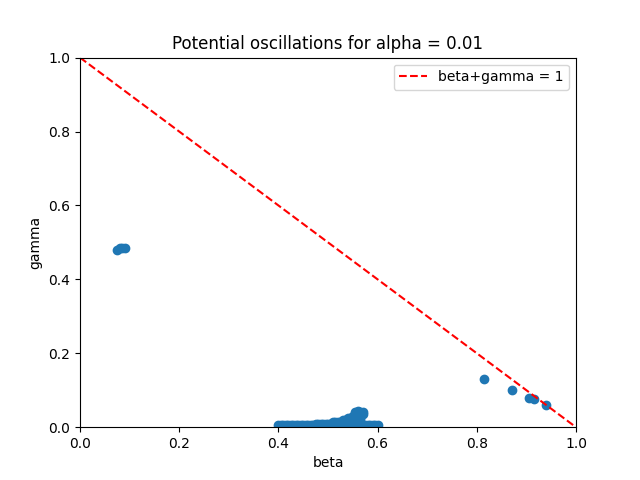 Potential oscillations for alpha = 0.01
beta+gamma = 1
1.0
0.8
0.6
0.4
0.2
0.0
gamma
0.0 0.2 0.4 0.6 0.8 1.0
beta